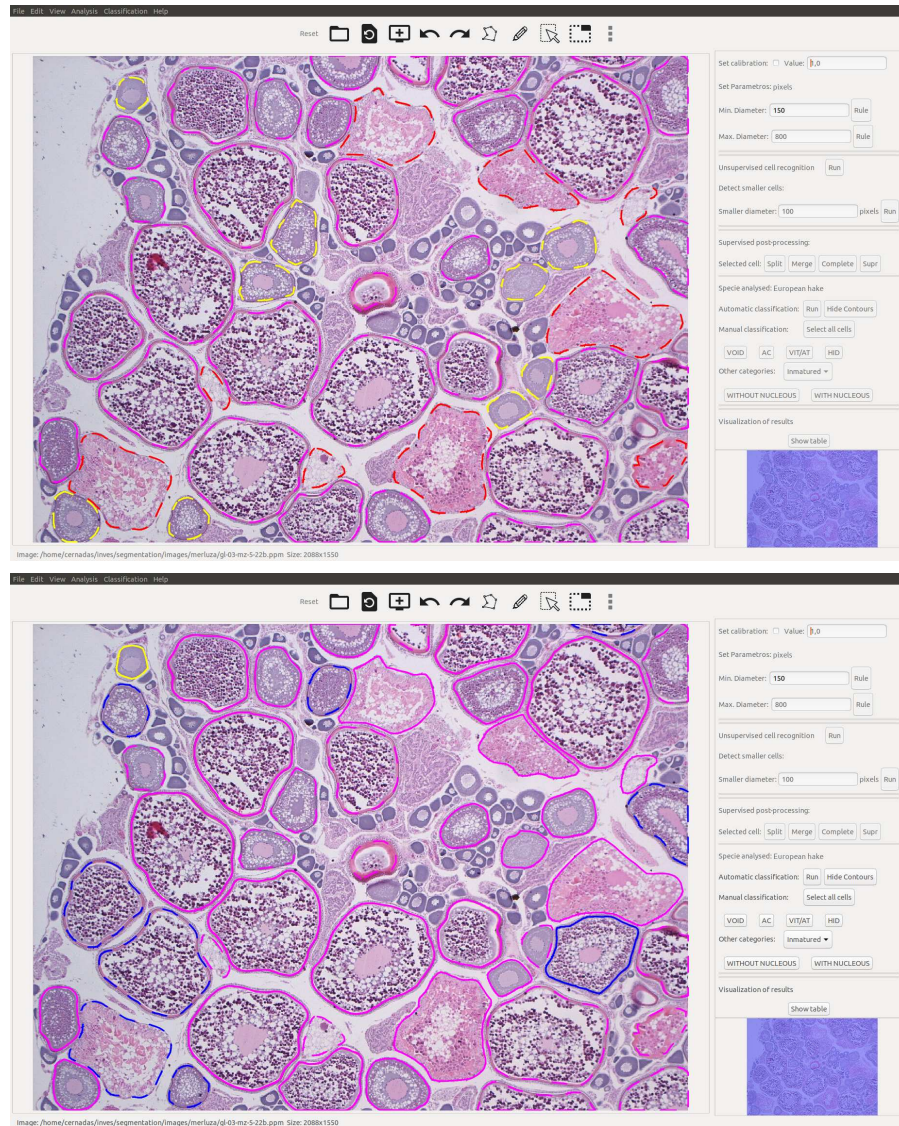 File Edit View Analysis Classification Help
Reset
Set calibration: Value: 1,0
Set Parametros: pixels
Min. Diameter: 150 Rule
Max. Diameter: 800 Rule
Unsupervised cell recognition Run
Detect smaller cells:
Smaller diameter: 100 pixels Run
Supervised post-processing:
Selected cell: Split Merge Complete Supr
Specie analysed: European hake
Automatic classification: Run Hide Contours
Manual classification: Select all cells
VOID AC VIT/AT HID
Other categories: Inmatured
WITHOUT NUCLEOUS WITH NUCLEOUS
Visualization of results
Show table
Image: /home/cernadas/inves/segmentation/images/merluza/gl-03-mz-5-22b.ppm Size: 2088x1550
File Edit View Analysis Classification Help
Reset
Set calibration: Value: 1,0
Set Parametros: pixels
Min. Diameter: 150 Rule
Max. Diameter: 800 Rule
Unsupervised cell recognition Run
Detect smaller cells:
Smaller diameter: 100 pixels Run
Supervised post-processing:
Selected cell: Split Merge Complete Supr
Specie analysed: European hake
Automatic classification: Run Hide Contours
Manual classification: Select all cells
VOID AC VIT/AT HID
Other categories: Inmatured
WITHOUT NUCLEOUS WITH NUCLEOUS
Visualization of results
Show table
Image: /home/cernadas/inves/segmentation/images/merluza/gl-03-mz-5-22b.ppm Size: 2088x1550